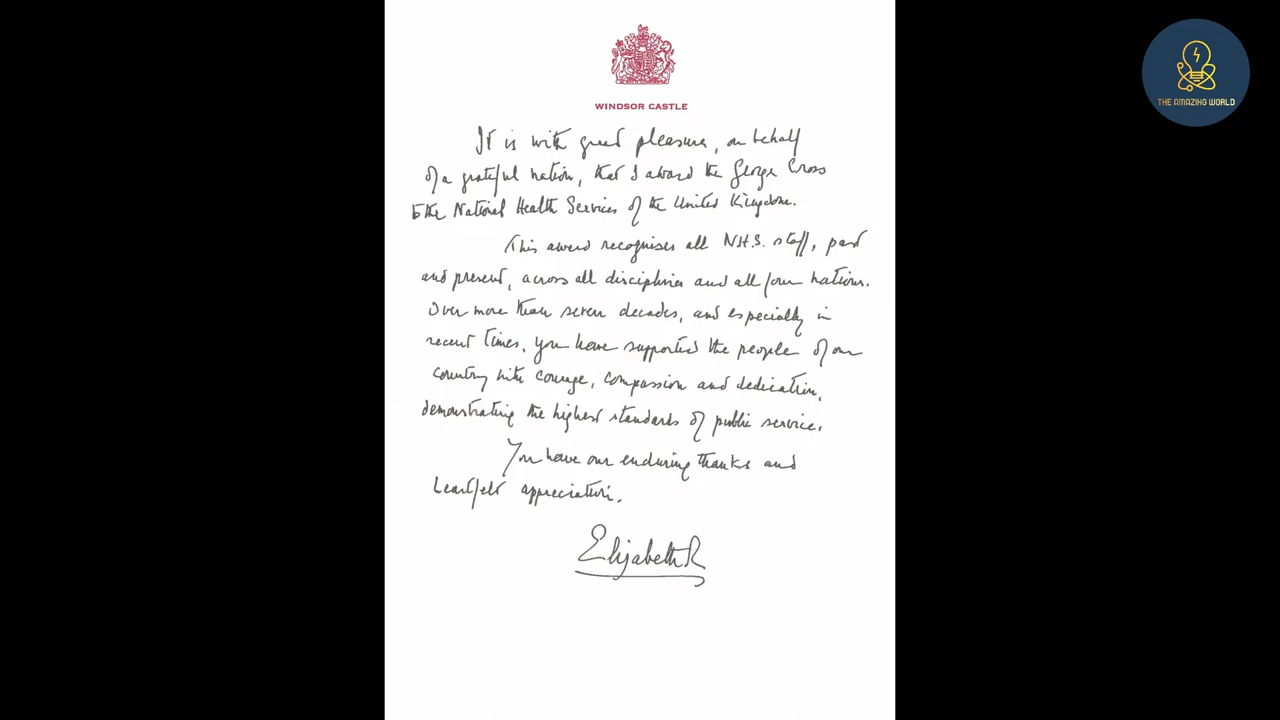 WINDSOR CASTLE
THE AMAZING WORLD
It is with great pleasure, on behalf
of a grateful nation, that I award the George Cross
to the National Health Services of the United Kingdom.
This award recognises all N.H.S. staff, past
and present, across all disciplines and all four nations.
Over more than seven decades, and especially in
recent times, you have supported the people of our
country with courage, compassion and dedication,
demonstrating the highest standards of public service.
You have our enduring thanks and
heartfelt appreciation.
Elizabeth R